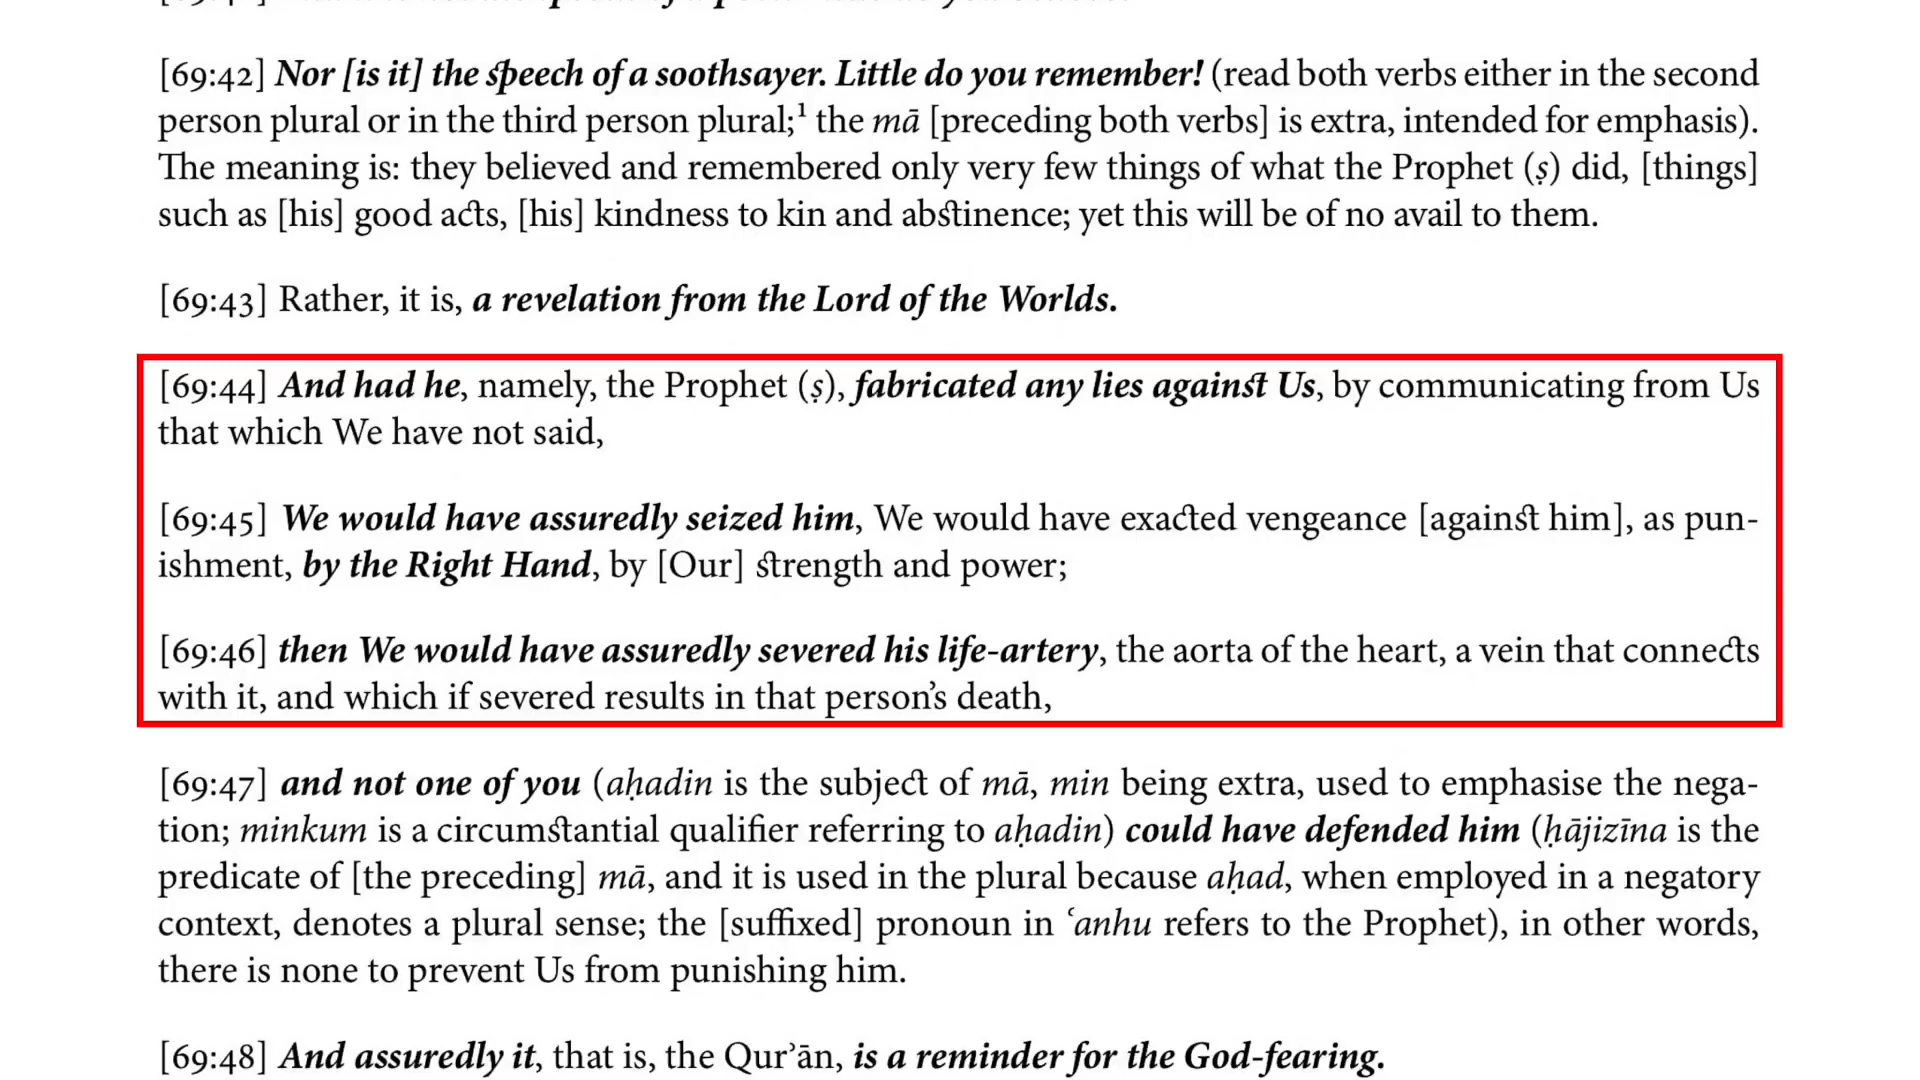 [69:42] Nor [is it] the speech of a soothsayer. Little do you remember! (read both verbs either in the second
person plural or in the third person plural;¹ the mā [preceding both verbs] is extra, intended for emphasis).
The meaning is: they believed and remembered only very few things of what the Prophet (ṣ) did, [things]
such as [his] good acts, [his] kindness to kin and abstinence; yet this will be of no avail to them.
[69:43] Rather, it is, a revelation from the Lord of the Worlds.
[69:44] And had he, namely, the Prophet (ṣ), fabricated any lies against Us, by communicating from Us
that which We have not said,
[69:45] We would have assuredly seized him, We would have exacted vengeance [against him], as pun-
ishment, by the Right Hand, by [Our] strength and power;
[69:46] then We would have assuredly severed his life-artery, the aorta of the heart, a vein that connects
with it, and which if severed results in that person’s death,
[69:47] and not one of you (aḥadin is the subject of mā, min being extra, used to emphasise the nega-
tion; minkum is a circumstantial qualifier referring to aḥadin) could have defended him (ḥājizīna is the
predicate of [the preceding] mā, and it is used in the plural because aḥad, when employed in a negatory
context, denotes a plural sense; the [suffixed] pronoun in ʿanhu refers to the Prophet), in other words,
there is none to prevent Us from punishing him.
[69:48] And assuredly it, that is, the Qurʾān, is a reminder for the God-fearing.